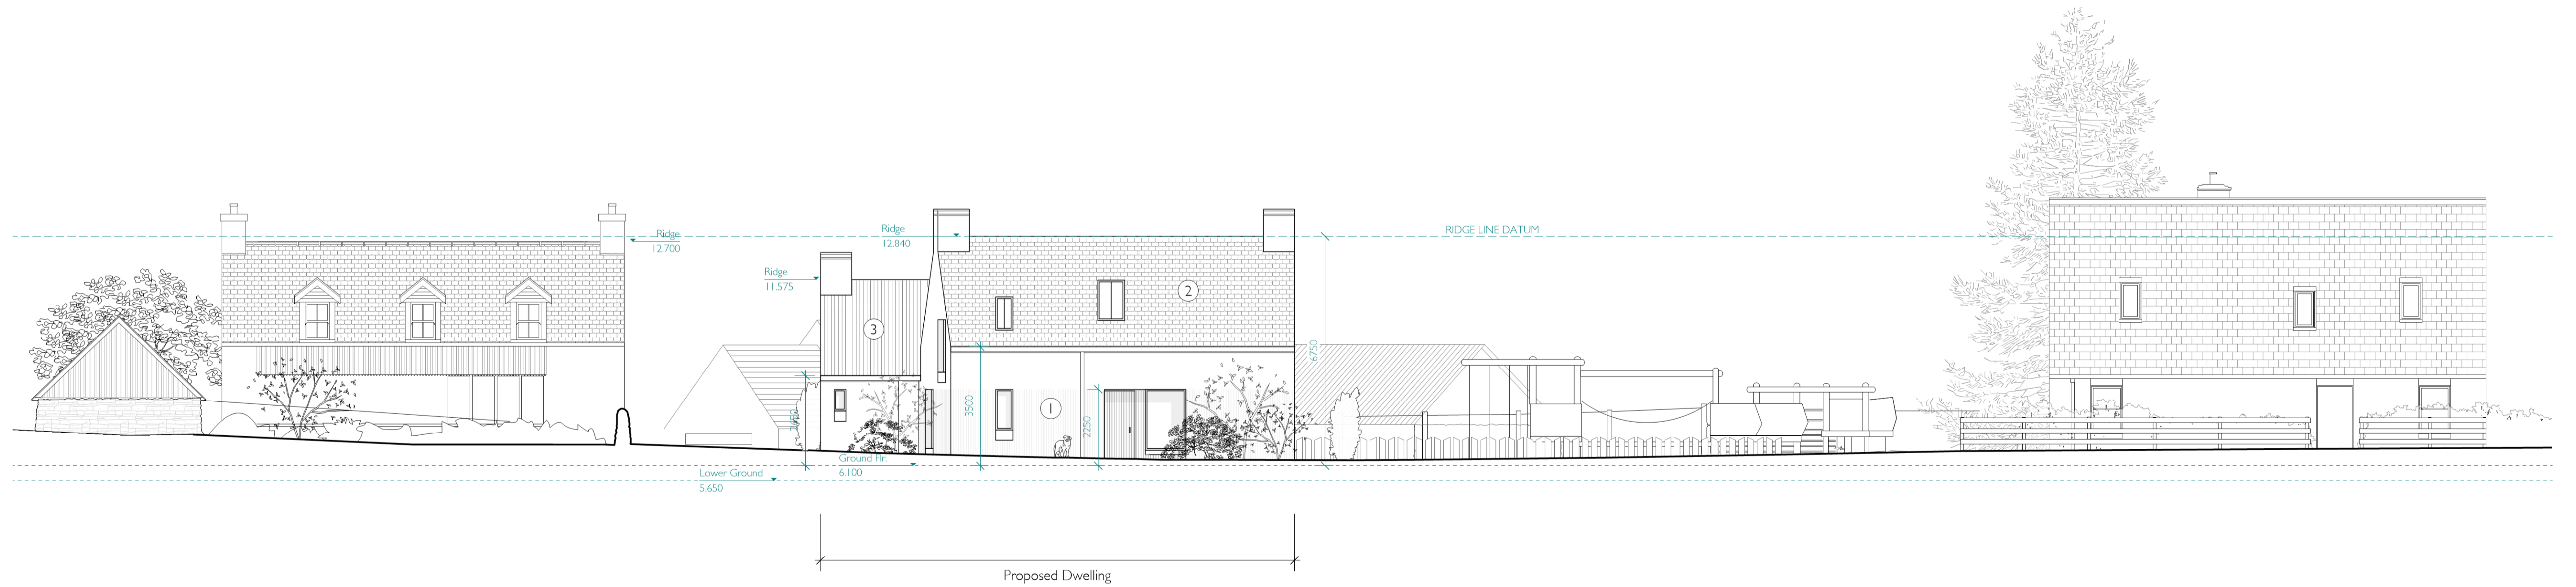 Ridge
12.700
Ridge
12.840
RIDGE LINE DATUM
Ridge
11.575
2
3
6750
3500
1
2250
Ground Flr.
6.100
Lower Ground
5.650
Proposed Dwelling